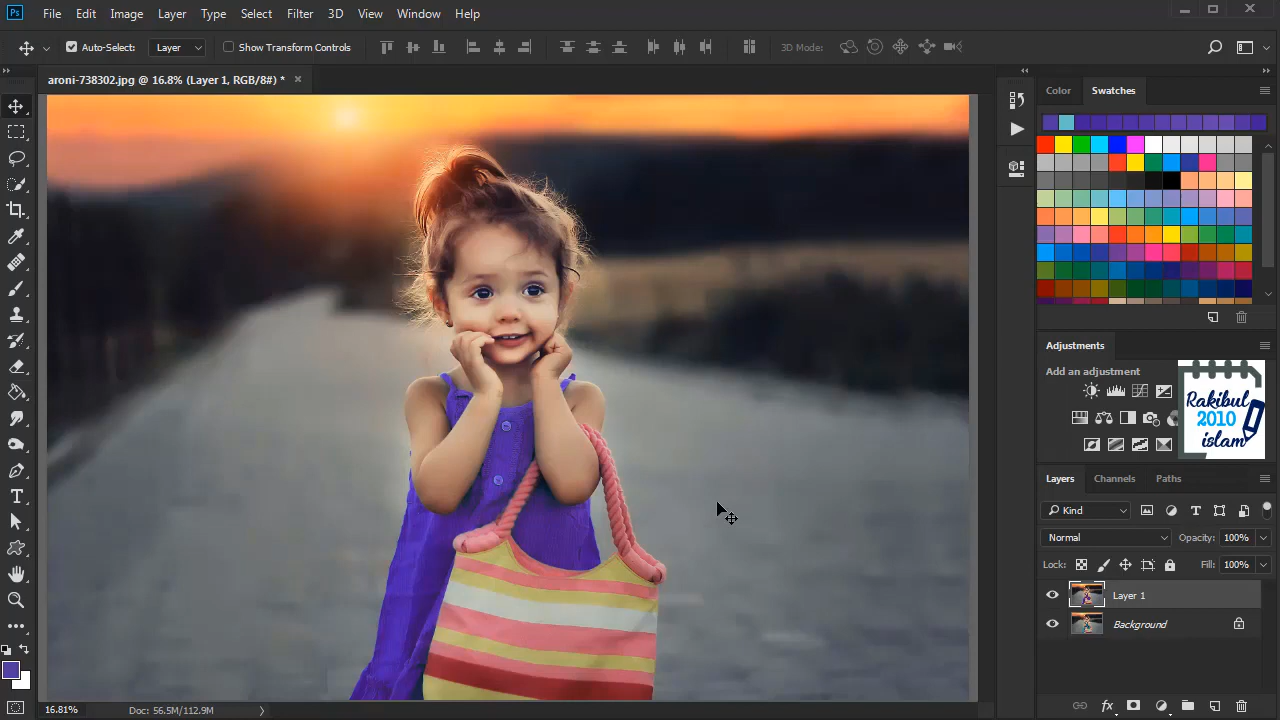 Ps File Edit Image Layer Type Select Filter 3D View Window Help
Auto-Select: Layer Show Transform Controls 3D Mode:
aroni-738302.jpg @ 16.8% (Layer 1, RGB/8#) * ×
Color Swatches
Adjustments
Add an adjustment
Rakibul
2010
islam
Layers Channels Paths
Kind
Normal Opacity: 100%
Lock: Fill: 100%
Layer 1
Background
16.81% Doc: 56.5M/112.9M